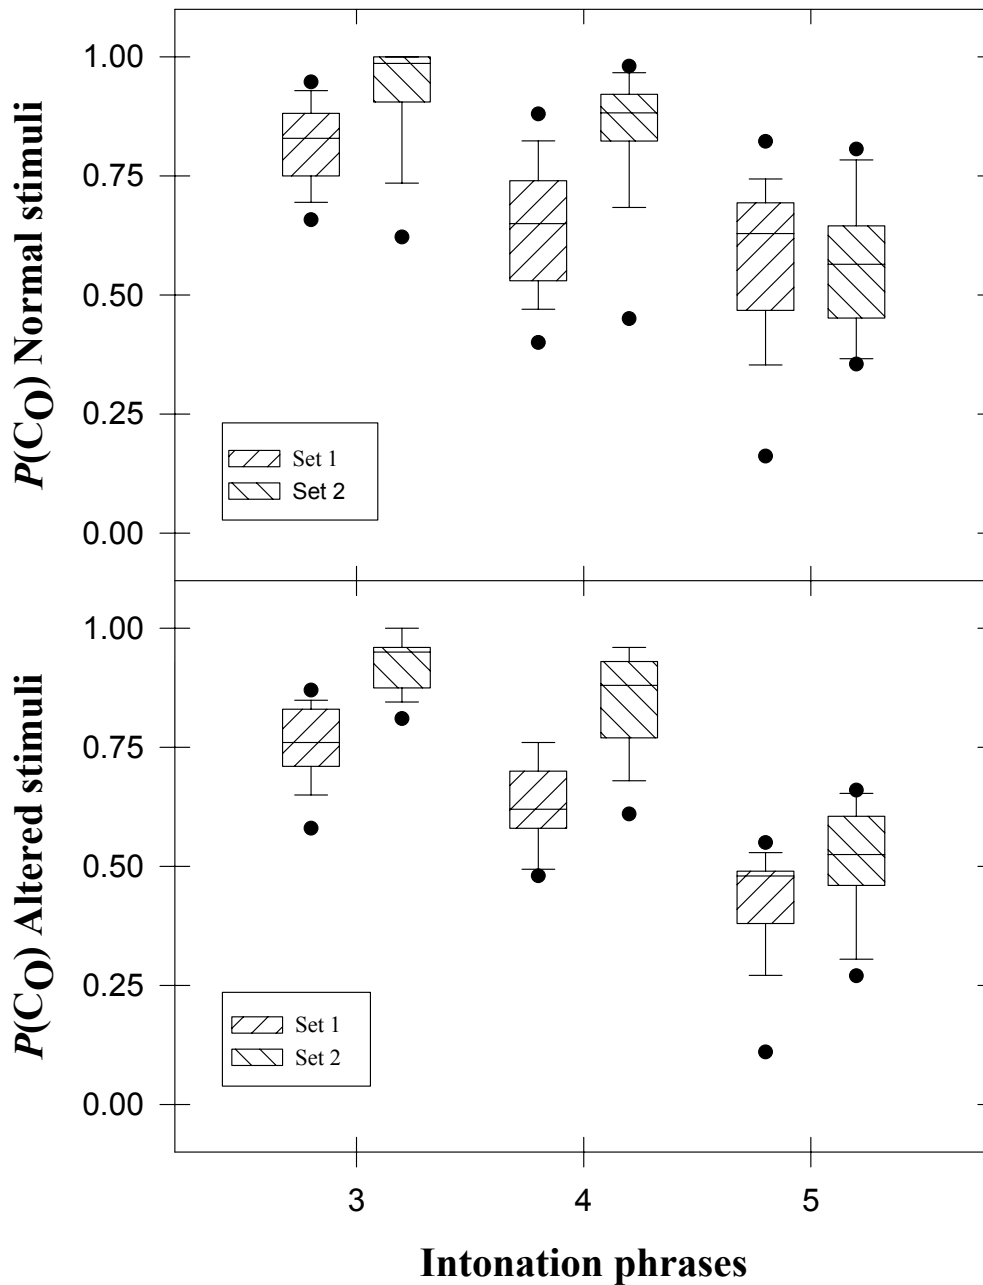 P(CO) Normal stimuli
1.00
0.75
0.50
0.25
0.00
Set 1
Set 2
P(CO) Altered stimuli
1.00
0.75
0.50
0.25
0.00
Set 1
Set 2
3 4 5
Intonation phrases